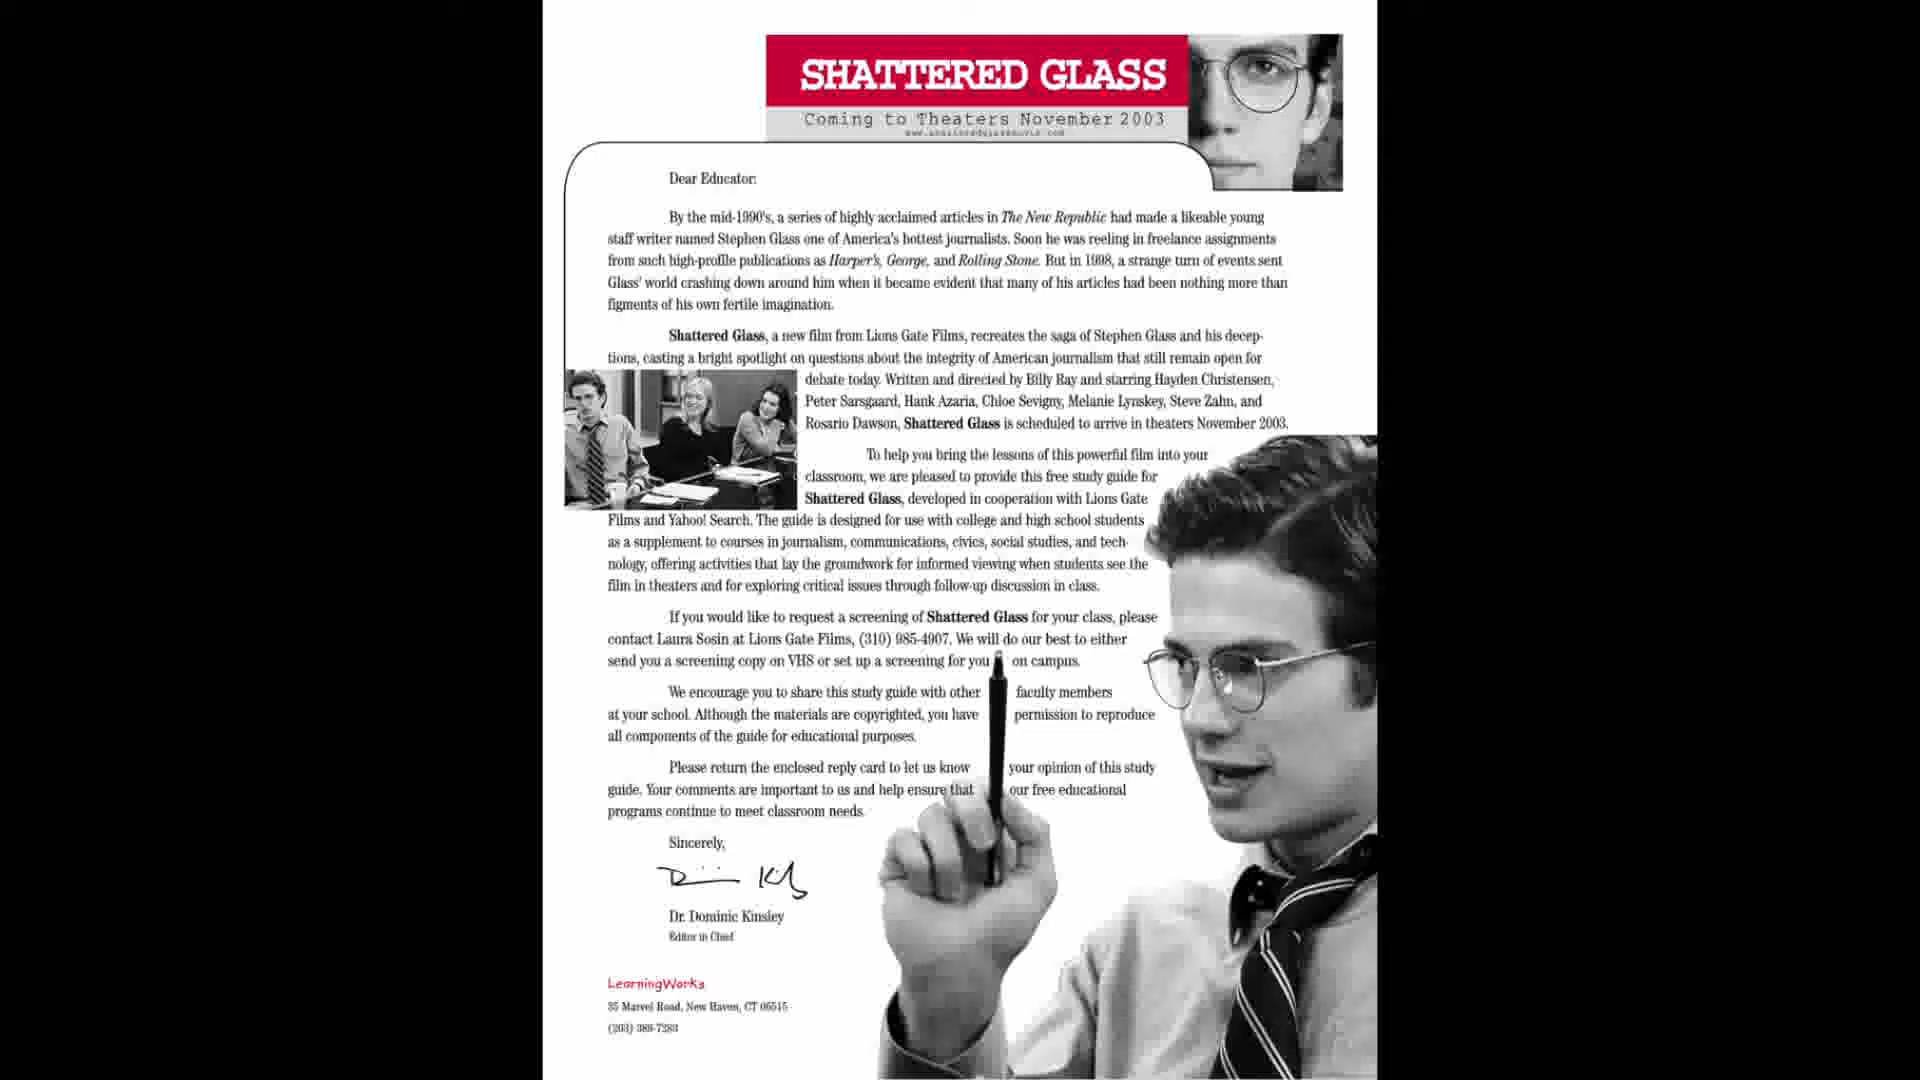 SHATTERED GLASS
Coming to Theaters November 2003
www.shatteredglassmovie.com
Dear Educator:
By the mid-1990's, a series of highly acclaimed articles in The New Republic had made a likeable young
staff writer named Stephen Glass one of America's hottest journalists. Soon he was reeling in freelance assignments
from such high-profile publications as Harper's, George, and Rolling Stone. But in 1998, a strange turn of events sent
Glass' world crashing down around him when it became evident that many of his articles had been nothing more than
figments of his own fertile imagination.
Shattered Glass, a new film from Lions Gate Films, recreates the saga of Stephen Glass and his decep-
tions, casting a bright spotlight on questions about the integrity of American journalism that still remain open for
debate today. Written and directed by Billy Ray and starring Hayden Christensen,
Peter Sarsgaard, Hank Azaria, Chloe Sevigny, Melanie Lynskey, Steve Zahn, and
Rosario Dawson, Shattered Glass is scheduled to arrive in theaters November 2003.
To help you bring the lessons of this powerful film into your
classroom, we are pleased to provide this free study guide for
Shattered Glass, developed in cooperation with Lions Gate
Films and Yahoo! Search. The guide is designed for use with college and high school students
as a supplement to courses in journalism, communications, civics, social studies, and tech-
nology, offering activities that lay the groundwork for informed viewing when students see the
film in theaters and for exploring critical issues through follow-up discussion in class.
If you would like to request a screening of Shattered Glass for your class, please
contact Laura Sosin at Lions Gate Films, (310) 985-4907. We will do our best to either
send you a screening copy on VHS or set up a screening for you on campus.
We encourage you to share this study guide with other faculty members
at your school. Although the materials are copyrighted, you have permission to reproduce
all components of the guide for educational purposes.
Please return the enclosed reply card to let us know your opinion of this study
guide. Your comments are important to us and help ensure that our free educational
programs continue to meet classroom needs.
Sincerely,
Dr. Dominic Kinsley
Editor in Chief
LearningWorks
35 Marvel Road, New Haven, CT 06515
(203) 389-7283